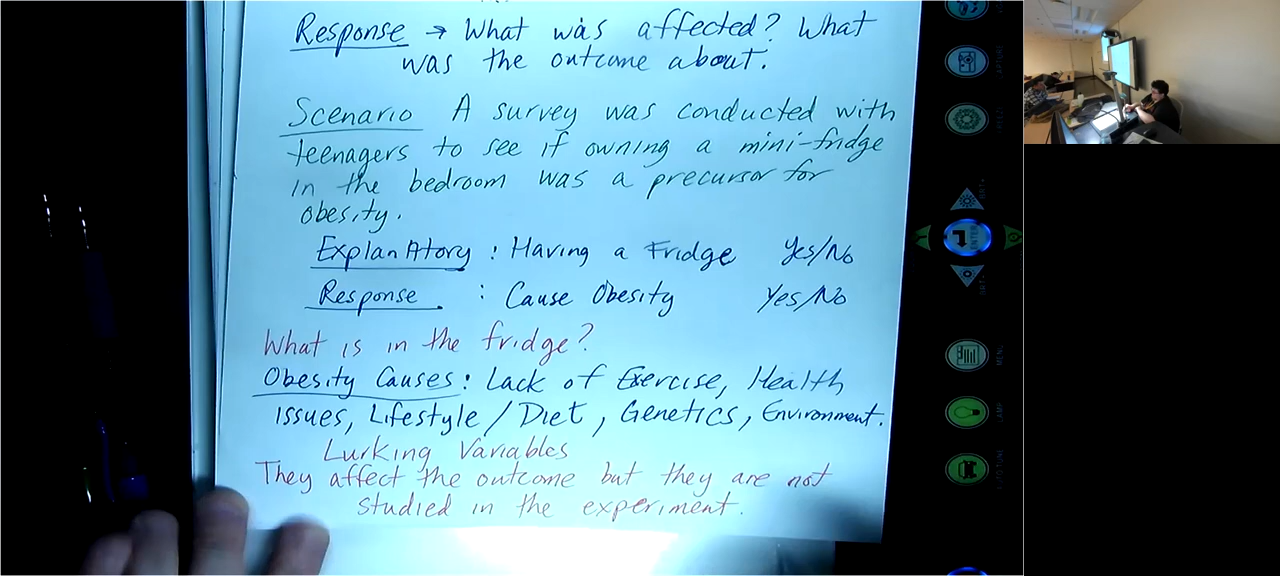 Response → What was affected? What
was the outcome about.
Scenario A survey was conducted with
teenagers to see if owning a mini-fridge
in the bedroom was a precursor for
obesity.
Explanatory : Having a Fridge Yes/No
Response : Cause Obesity Yes/No
What is in the fridge?
Obesity Causes: Lack of Exercise, Health
Issues, Lifestyle / Diet, Genetics, Environment.
Lurking Variables
They affect the outcome but they are not
studied in the experiment.
ENTER
MENU
LAMP